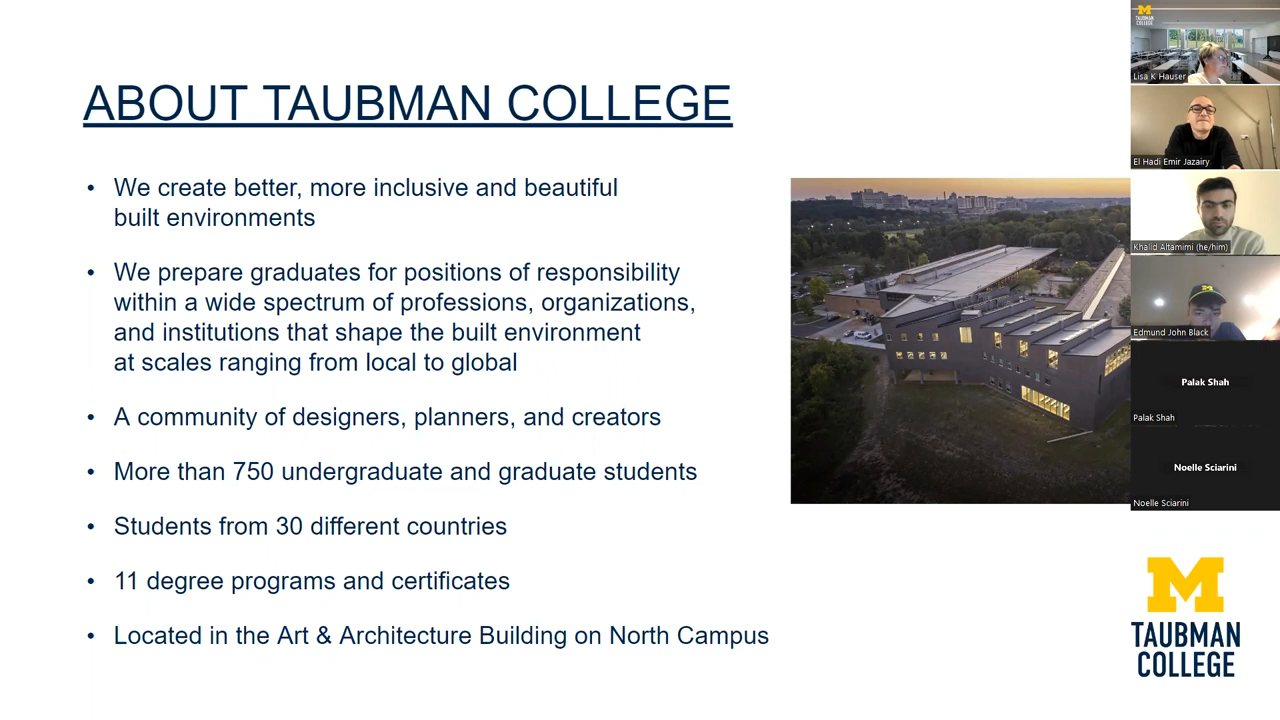 ABOUT TAUBMAN COLLEGE
• We create better, more inclusive and beautiful
built environments
• We prepare graduates for positions of responsibility
within a wide spectrum of professions, organizations,
and institutions that shape the built environment
at scales ranging from local to global
• A community of designers, planners, and creators
• More than 750 undergraduate and graduate students
• Students from 30 different countries
• 11 degree programs and certificates
• Located in the Art & Architecture Building on North Campus
M
TAUBMAN
COLLEGE
Lisa K Hauser
El Hadi Emir Jazairy
Khalid Altamimi (he/him)
M
Edmund John Black
Palak Shah
Palak Shah
Noelle Sciarini
Noelle Sciarini
M
TAUBMAN
COLLEGE